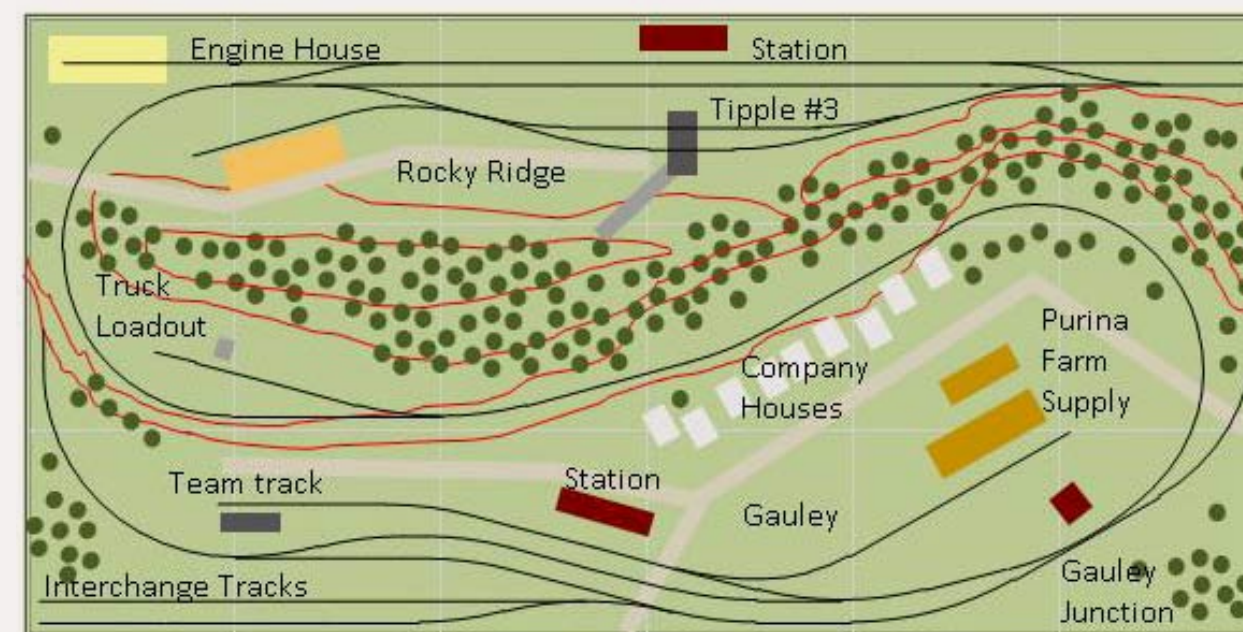 Engine House
Station
Tipple #3
Rocky Ridge
Truck
Loadout
Purina
Farm
Supply
Company
Houses
Team track
Station
Gauley
Interchange Tracks
Gauley
Junction